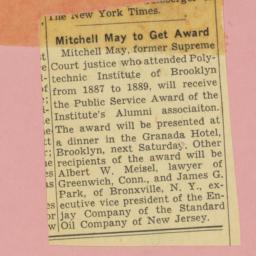 The New York Times.
Mitchell May to Get Award
Mitchell May, former Supreme
Court justice who attended Poly-
technic Institute of Brooklyn
from 1887 to 1889, will receive
the Public Service Award of the
Institute's Alumni associaiton.
The award will be presented at
a dinner in the Granada Hotel,
Brooklyn, next Saturday. Other
recipients of the award will be
Albert W. Meisel, lawyer of
Greenwich, Conn., and James G.
Park, of Bronxville, N. Y., ex-
ecutive vice president of the En-
jay Company of the Standard
Oil Company of New Jersey.